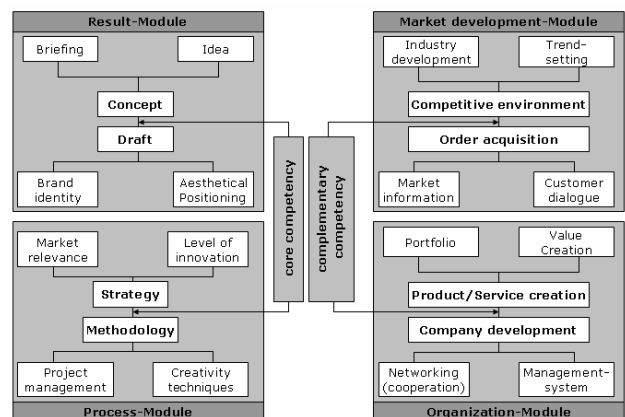 Result-Module
Briefing
Idea
Concept
Draft
Brand
identity
Aesthetical
Positioning
Market development-Module
Industry
development
Trend-
setting
Competitive environment
Order acquisition
Market
information
Customer
dialogue
core competency
complementary
competency
Market
relevance
Level of
innovation
Strategy
Methodology
Project
management
Creativity
techniques
Process-Module
Portfolio
Value
Creation
Product/Service creation
Company development
Networking
(cooperation)
Management-
system
Organization-Module